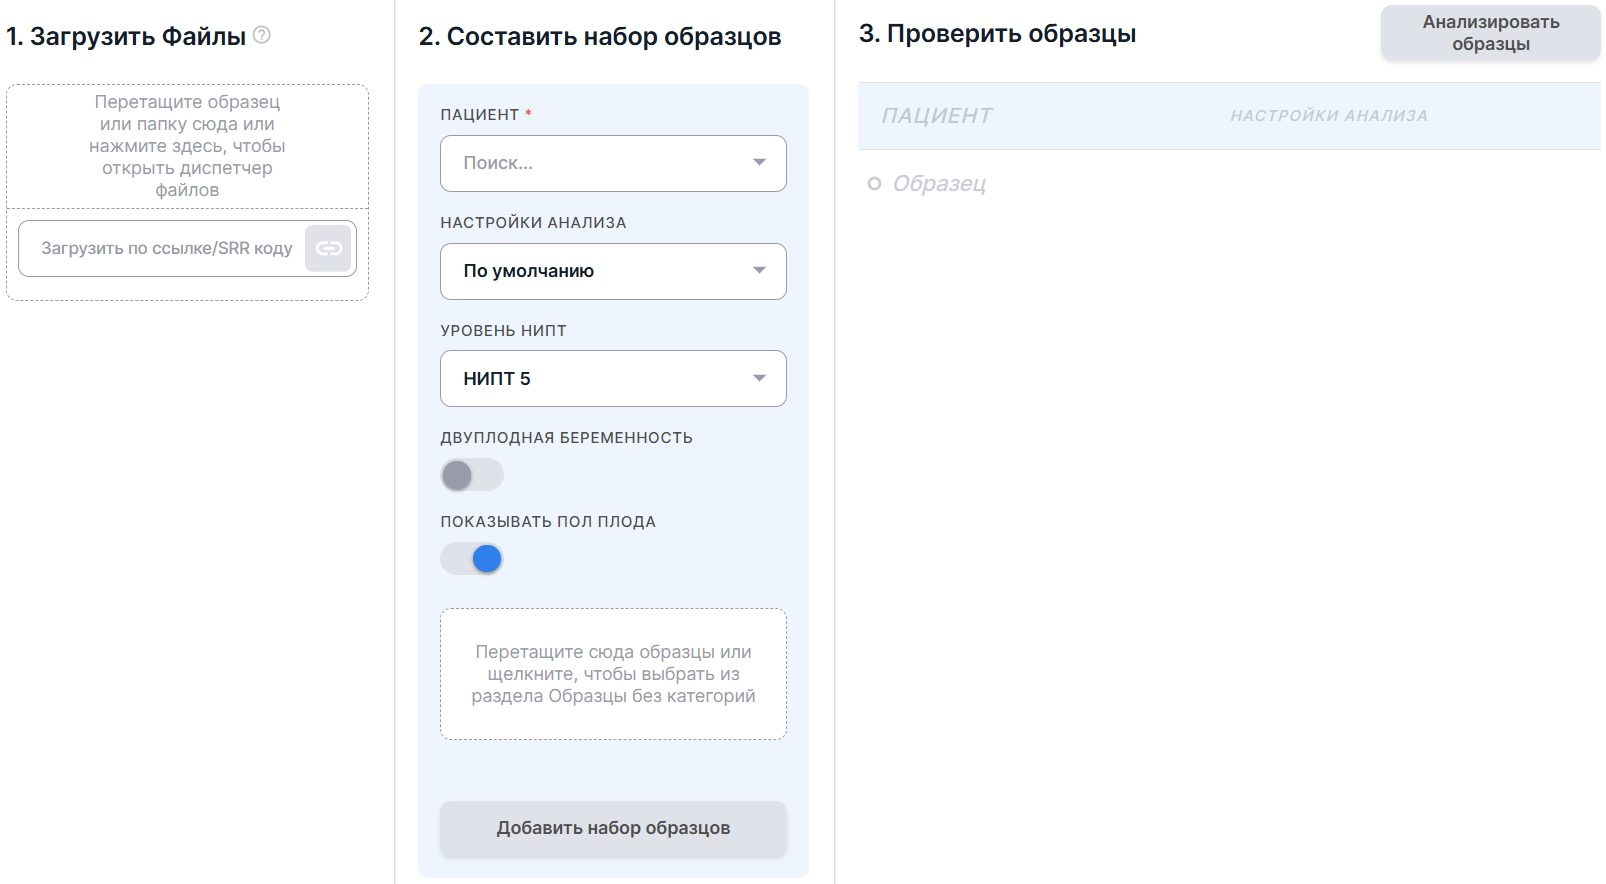 1. Загрузить Файлы ?
Перетащите образец
или папку сюда или
нажмите здесь, чтобы
открыть диспетчер
файлов
Загрузить по ссылке/SRR коду
2. Составить набор образцов
ПАЦИЕНТ *
Поиск...
НАСТРОЙКИ АНАЛИЗА
По умолчанию
УРОВЕНЬ НИПТ
НИПТ 5
ДВУПЛОДНАЯ БЕРЕМЕННОСТЬ
ПОКАЗЫВАТЬ ПОЛ ПЛОДА
Перетащите сюда образцы или
щелкните, чтобы выбрать из
раздела Образцы без категорий
Добавить набор образцов
3. Проверить образцы
Анализировать
образцы
ПАЦИЕНТ
НАСТРОЙКИ АНАЛИЗА
Образец